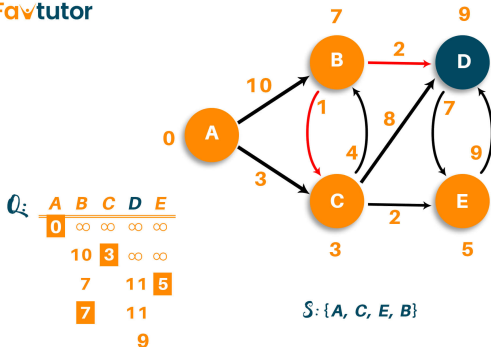 Favtutor
7 9
B 2 D
10 1 8 7
0 A
4 9
3
C 2 E
3 5
Q: A B C D E
0 ∞ ∞ ∞ ∞
10 3 ∞ ∞
7 11 5
7 11
9
S: {A, C, E, B}